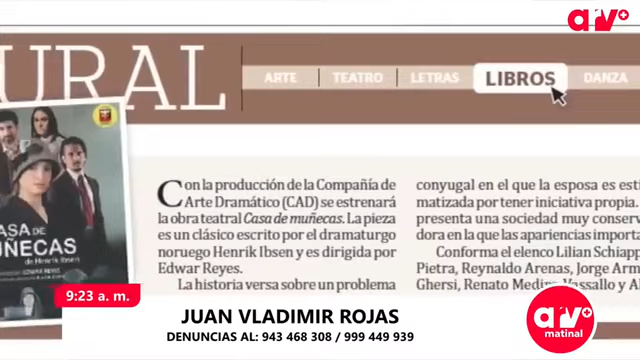 arv+
URAL
ARTE
TEATRO
LETRAS
LIBROS
DANZA
CASA DE
MUÑECAS
de Henrik Ibsen
EDWAR REYES
Con la producción de la Compañía de
Arte Dramático (CAD) se estrenará
la obra teatral Casa de muñecas. La pieza
es un clásico escrito por el dramaturgo
noruego Henrik Ibsen y es dirigida por
Edwar Reyes.
La historia versa sobre un problema
conyugal en el que la esposa es esti
matizada por tener iniciativa propia.
presenta una sociedad muy conserv
dora en la que las apariencias importa
Conforma el elenco Lilian Schiapp
Pietra, Reynaldo Arenas, Jorge Arm
Ghersi, Renato Medina Vassallo y Al
9:23 a. m.
JUAN VLADIMIR ROJAS
DENUNCIAS AL: 943 468 308 / 999 449 939
arv+
matinal